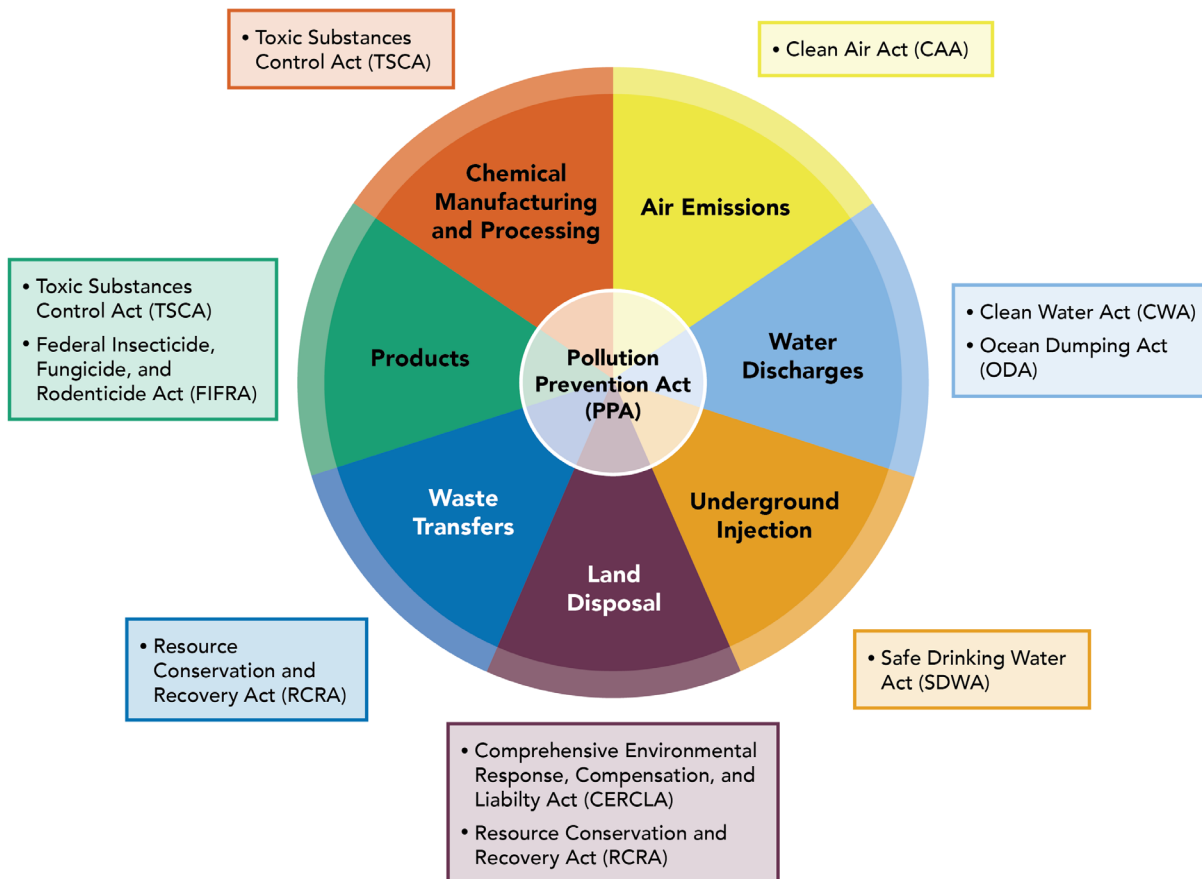 • Toxic Substances
Control Act (TSCA)
• Clean Air Act (CAA)
Chemical
Manufacturing
and Processing
Air Emissions
• Toxic Substances
Control Act (TSCA)
• Federal Insecticide,
Fungicide, and
Rodenticide Act (FIFRA)
Products
Pollution
Prevention Act
(PPA)
Water
Discharges
• Clean Water Act (CWA)
• Ocean Dumping Act
(ODA)
Waste
Transfers
Land
Disposal
Underground
Injection
• Resource
Conservation and
Recovery Act (RCRA)
• Safe Drinking Water
Act (SDWA)
• Comprehensive Environmental
Response, Compensation, and
Liabilty Act (CERCLA)
• Resource Conservation and
Recovery Act (RCRA)